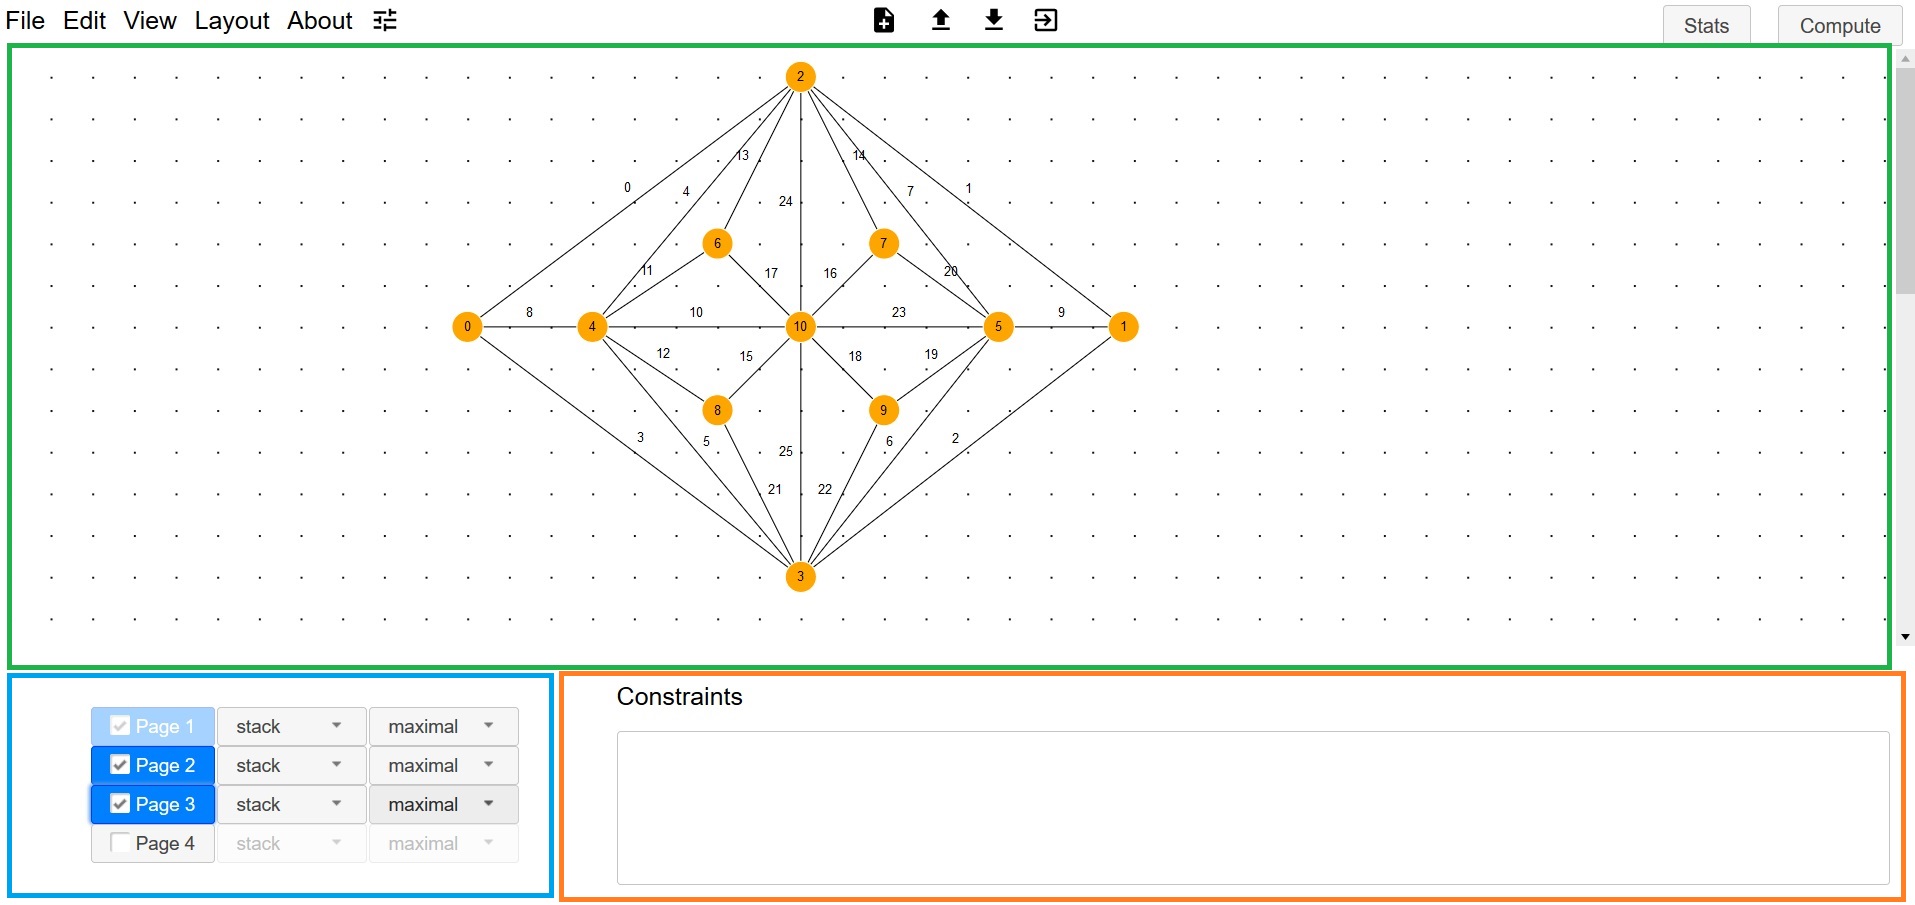 File Edit View Layout About
Stats Compute
2
13 14
0 4 7 1
24
6 7
11 17 16 20
8 10 23 9
0 4 10 5 1
12 15 18 19
8 9
3 5 6 2
25
21 22
3
Constraints
Page 1 stack maximal
Page 2 stack maximal
Page 3 stack maximal
Page 4 stack maximal